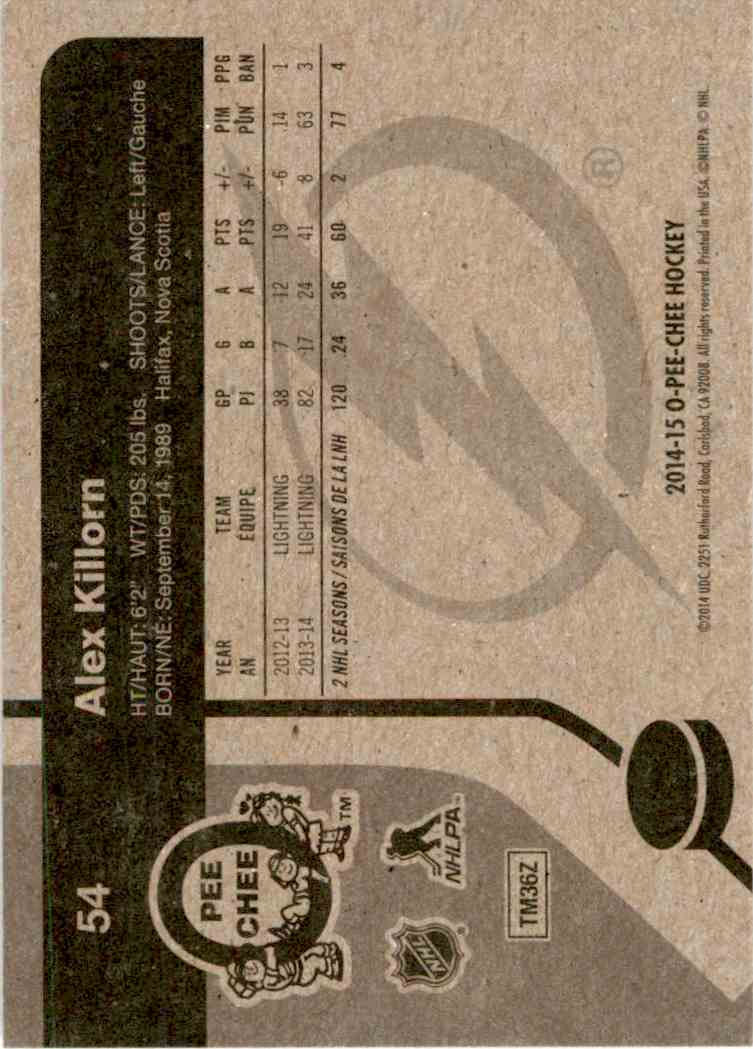 54 Alex Killorn
HT/HAUT: 6'2" WT/PDS: 205 lbs. SHOOTS/LANCE: Left/Gauche
BORN/NE: September 14, 1989 Halifax, Nova Scotia
YEAR TEAM GP G A PTS +/- PIM PPG
AN ÉQUIPE PJ B A PTS +/- PUN BAN
2012-13 LIGHTNING 38 7 12 19 -6 14 1
2013-14 LIGHTNING 82 17 24 41 8 63 3
2 NHL SEASONS/SAISONS DE LA LNH 120 24 36 60 2 77 4
O
PEE
CHEE
TM
NHL
®
NHLPA
TM36Z
®
2014-15 O-PEE-CHEE HOCKEY
©2014 UDC. 2251 Rutherford Road, Carlsbad, CA 92008. All rights reserved. Printed in the USA. ©NHLPA. © NHL.